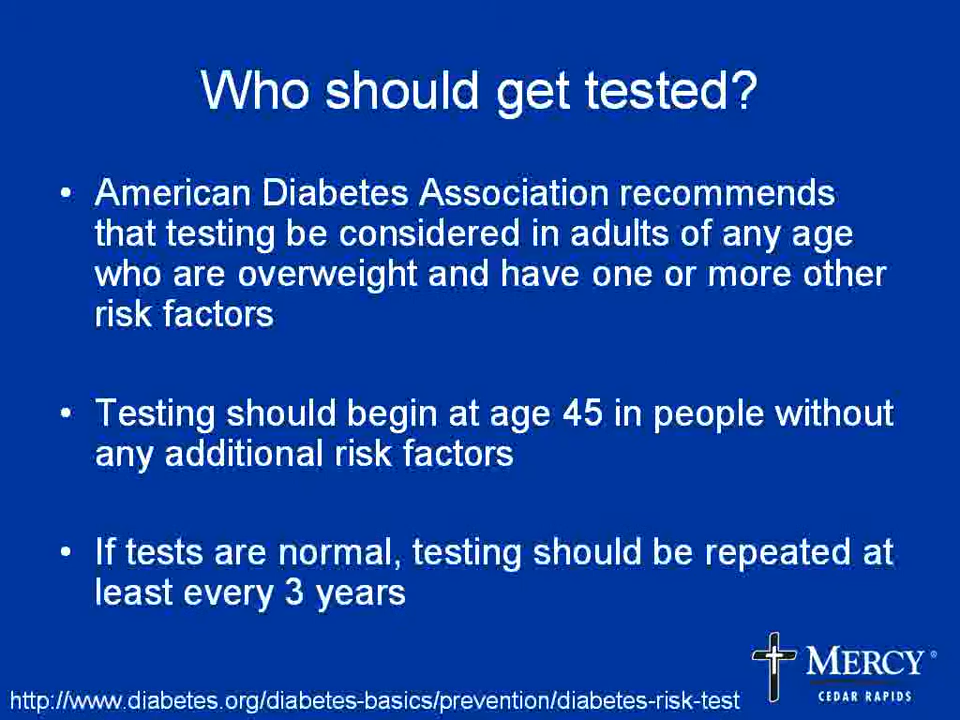 Who should get tested?
• American Diabetes Association recommends
that testing be considered in adults of any age
who are overweight and have one or more other
risk factors
• Testing should begin at age 45 in people without
any additional risk factors
• If tests are normal, testing should be repeated at
least every 3 years
MERCY®
CEDAR RAPIDS
http://www.diabetes.org/diabetes-basics/prevention/diabetes-risk-test